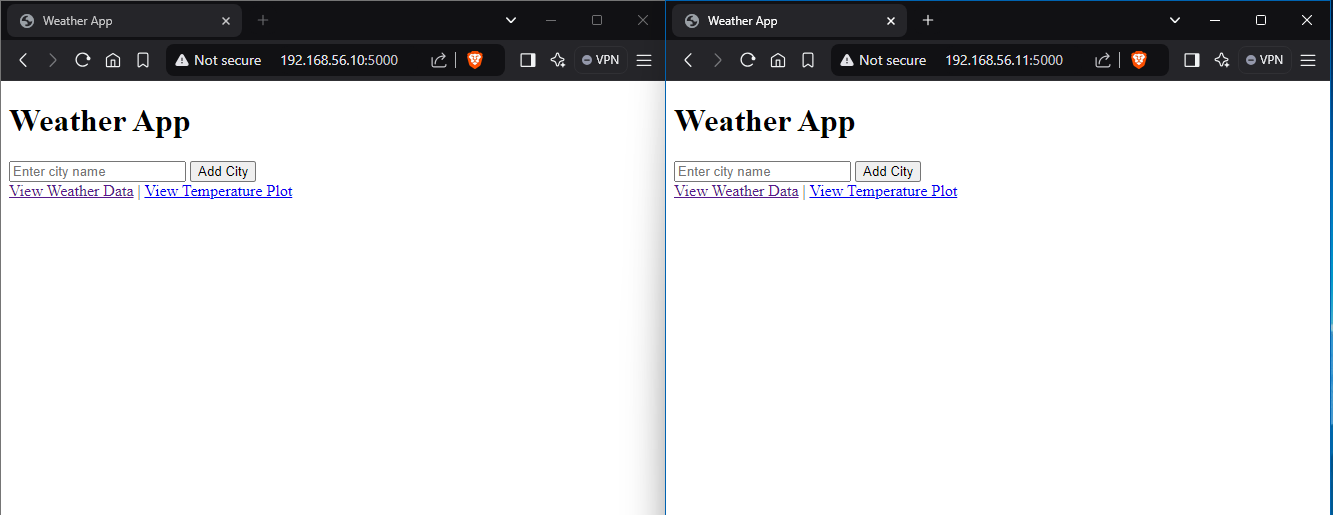 Weather App
Not secure 192.168.56.10:5000 VPN
Weather App
Enter city name Add City
View Weather Data | View Temperature Plot
Weather App
Not secure 192.168.56.11:5000 VPN
Weather App
Enter city name Add City
View Weather Data | View Temperature Plot